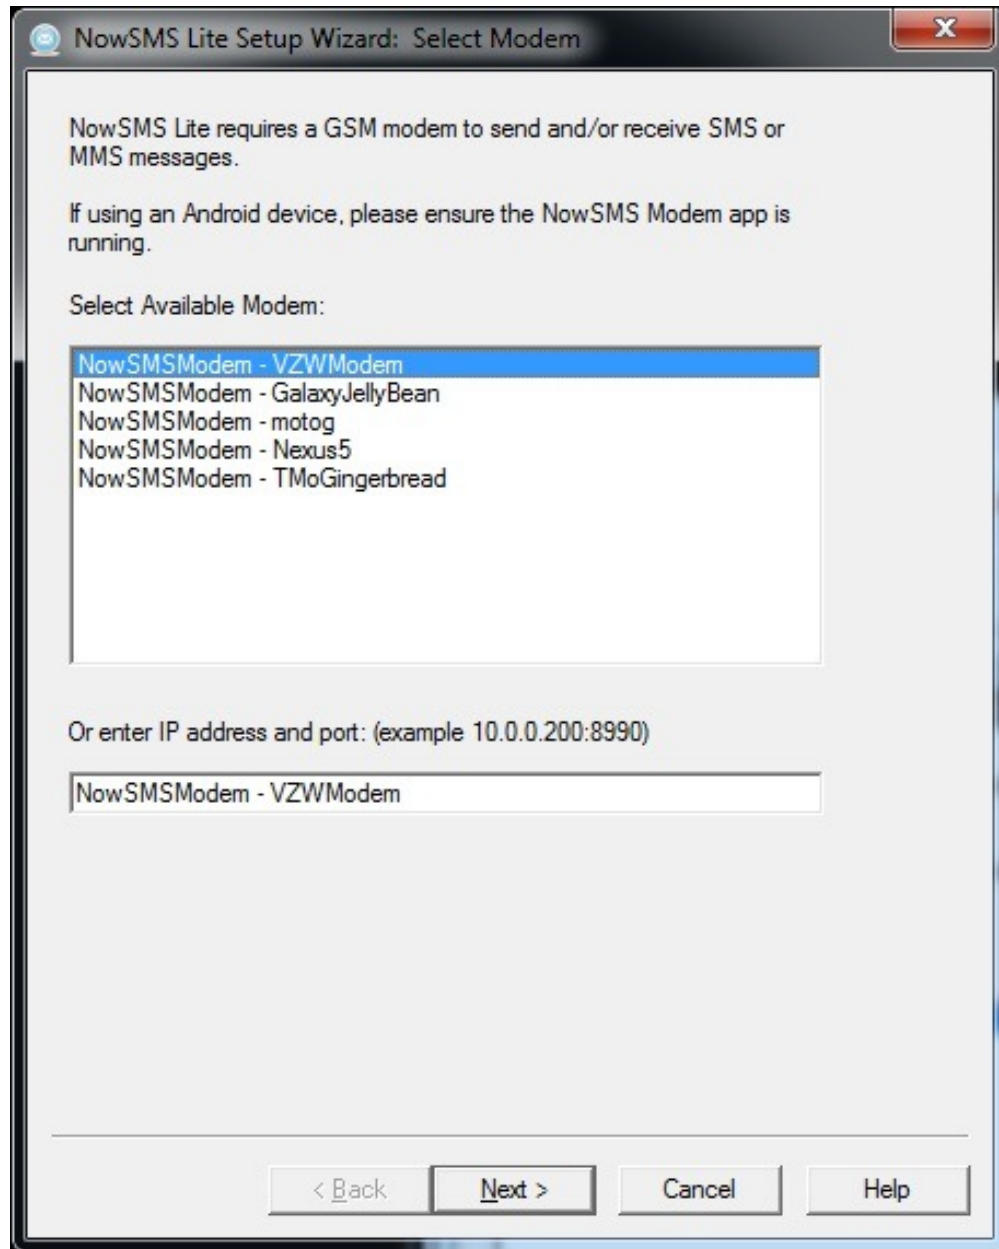 NowSMS Lite Setup Wizard: Select Modem
X
NowSMS Lite requires a GSM modem to send and/or receive SMS or
MMS messages.
If using an Android device, please ensure the NowSMS Modem app is
running.
Select Available Modem:
NowSMSModem - VZWModem
NowSMSModem - GalaxyJellyBean
NowSMSModem - motog
NowSMSModem - Nexus5
NowSMSModem - TMoGingerbread
Or enter IP address and port: (example 10.0.0.200:8990)
NowSMSModem - VZWModem
< Back Next > Cancel Help